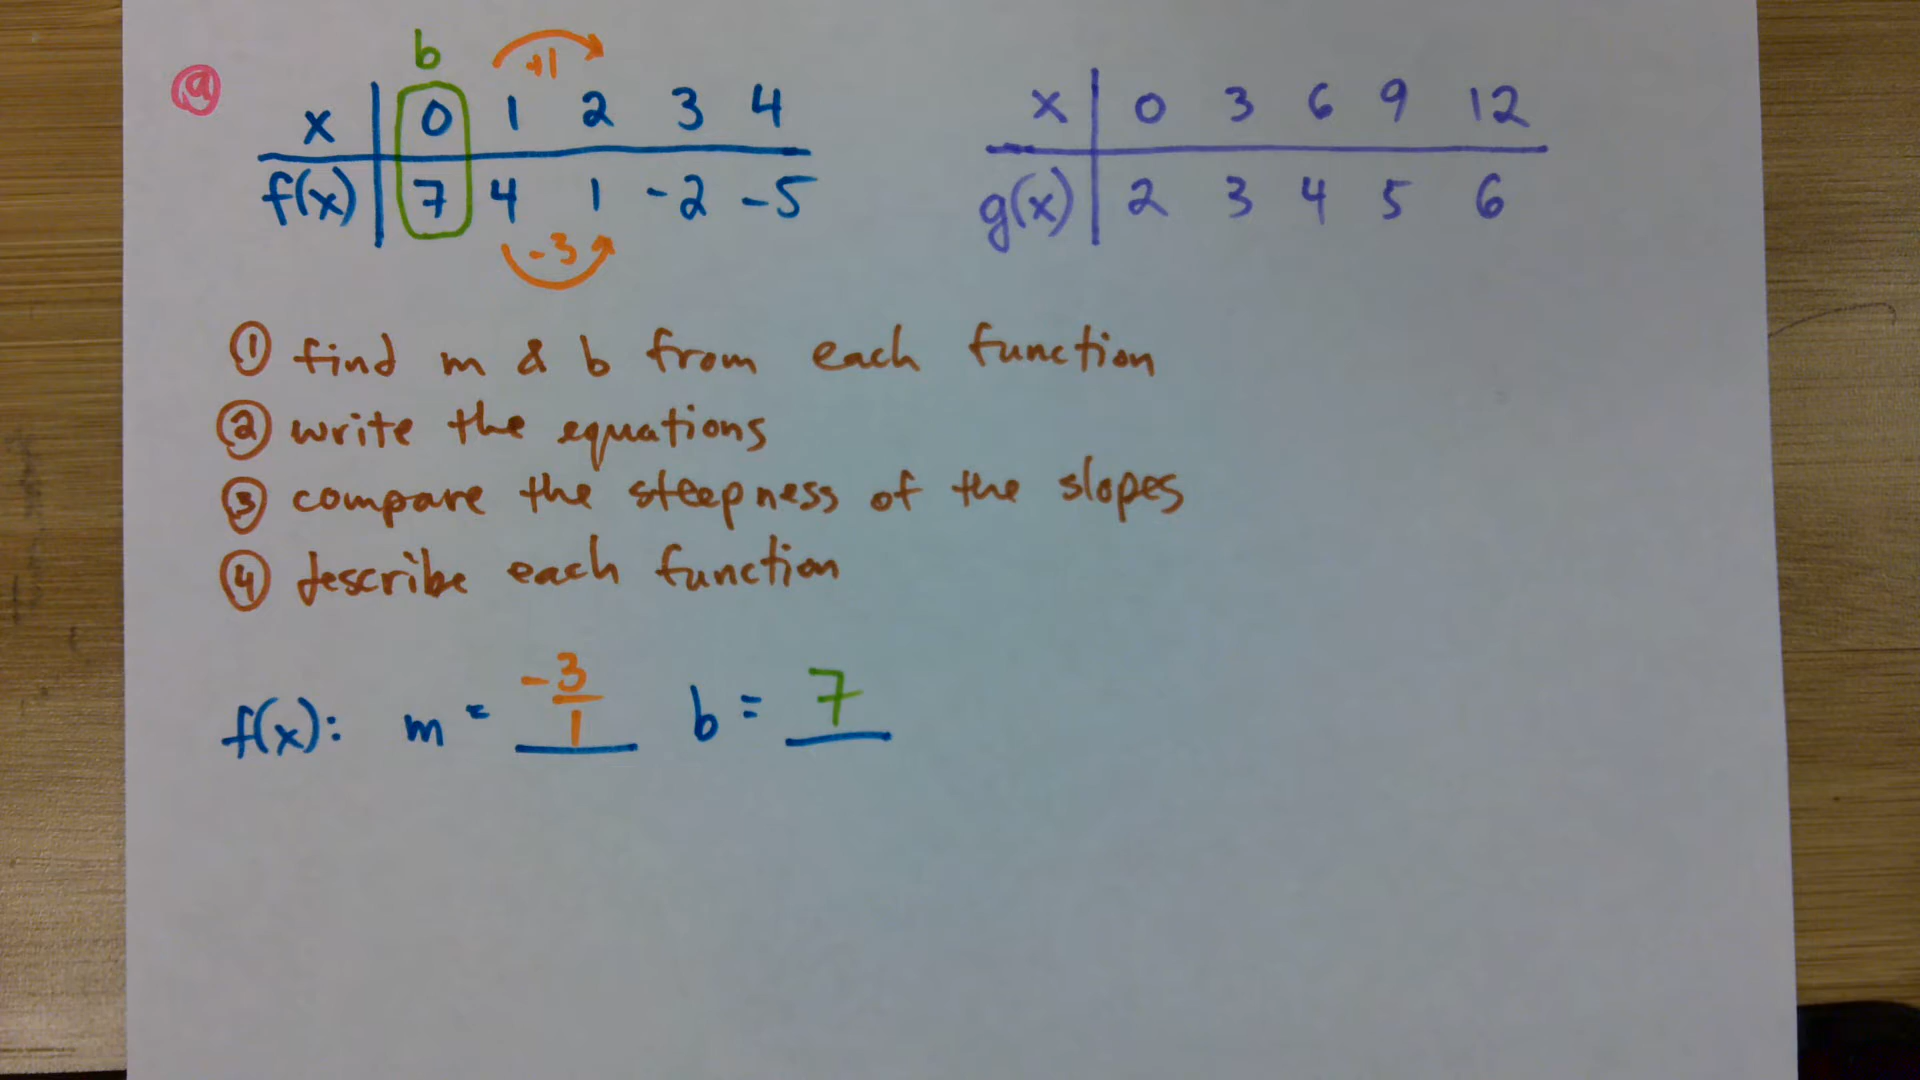 b +1
a
x 0 1 2 3 4
f(x) 7 4 1 -2 -5
-3
x 0 3 6 9 12
g(x) 2 3 4 5 6
1 find m & b from each function
2 write the equations
3 compare the steepness of the slopes
4 describe each function
f(x): m = -3/1 b = 7